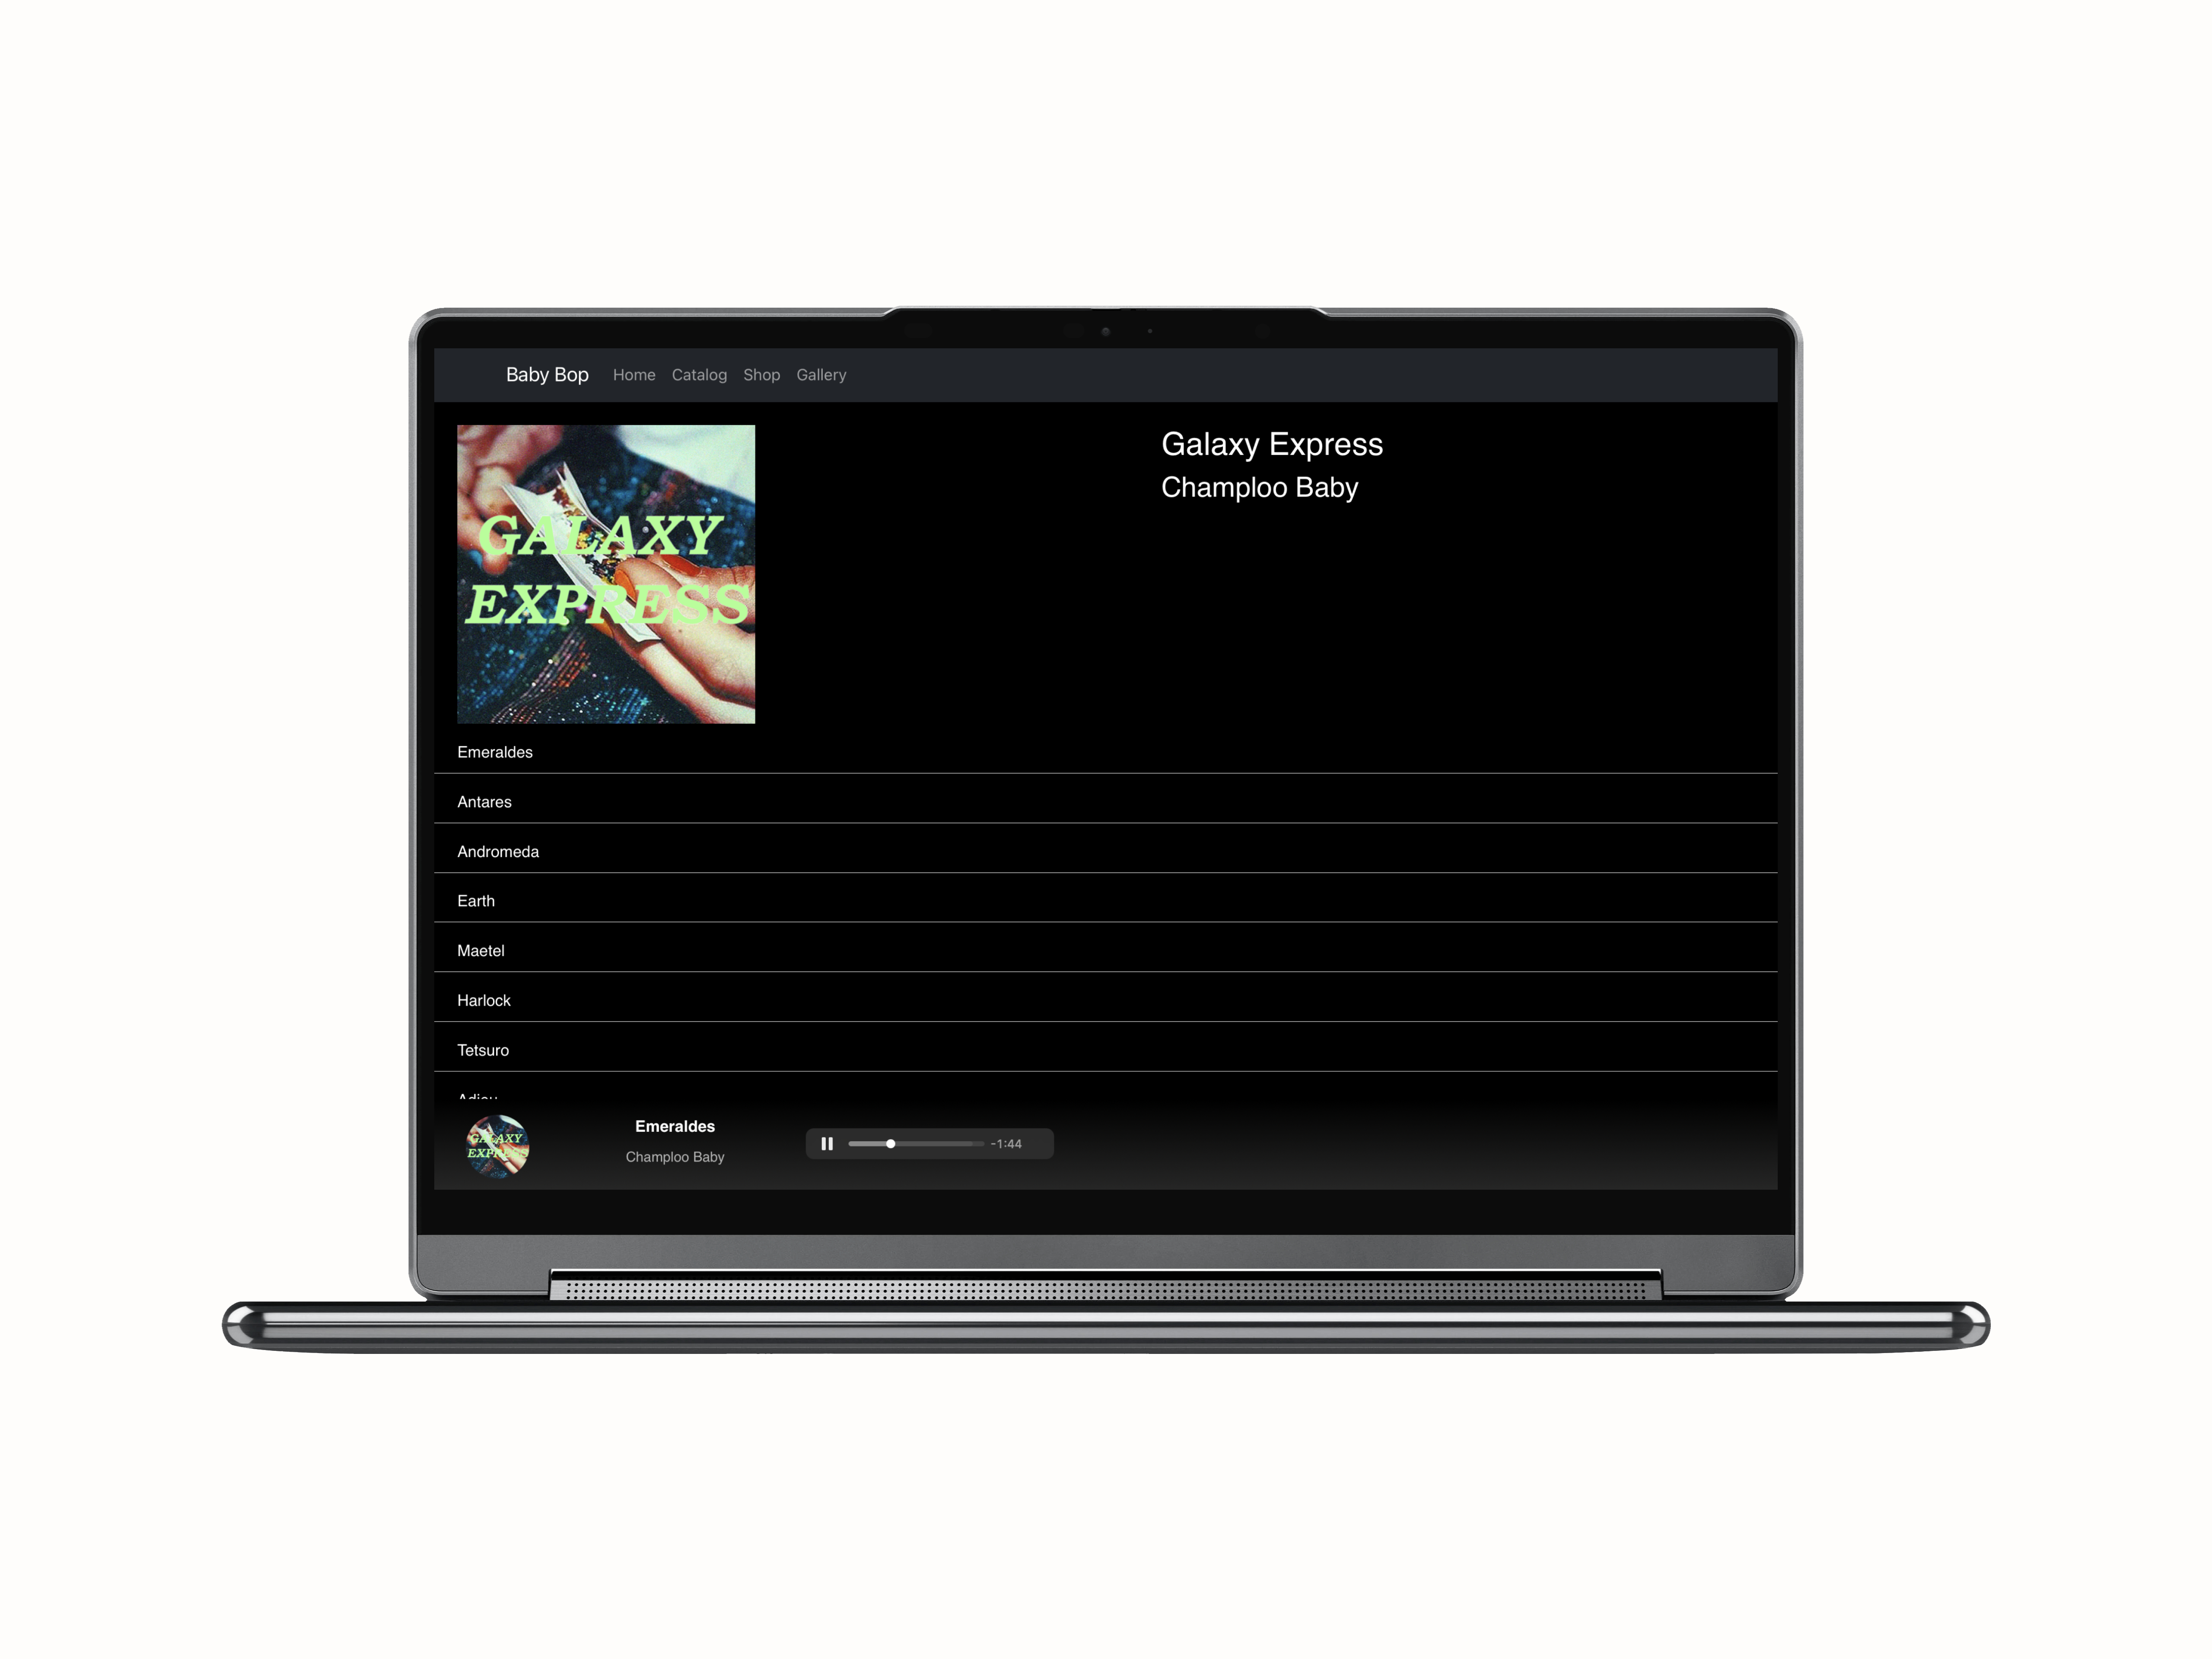 Baby Bop Home Catalog Shop Gallery
GALAXY
EXPRESS
Galaxy Express
Champloo Baby
Emeraldes
Antares
Andromeda
Earth
Maetel
Harlock
Tetsuro
Adieu
GALAXY
EXPRESS
Emeraldes
Champloo Baby
-1:44